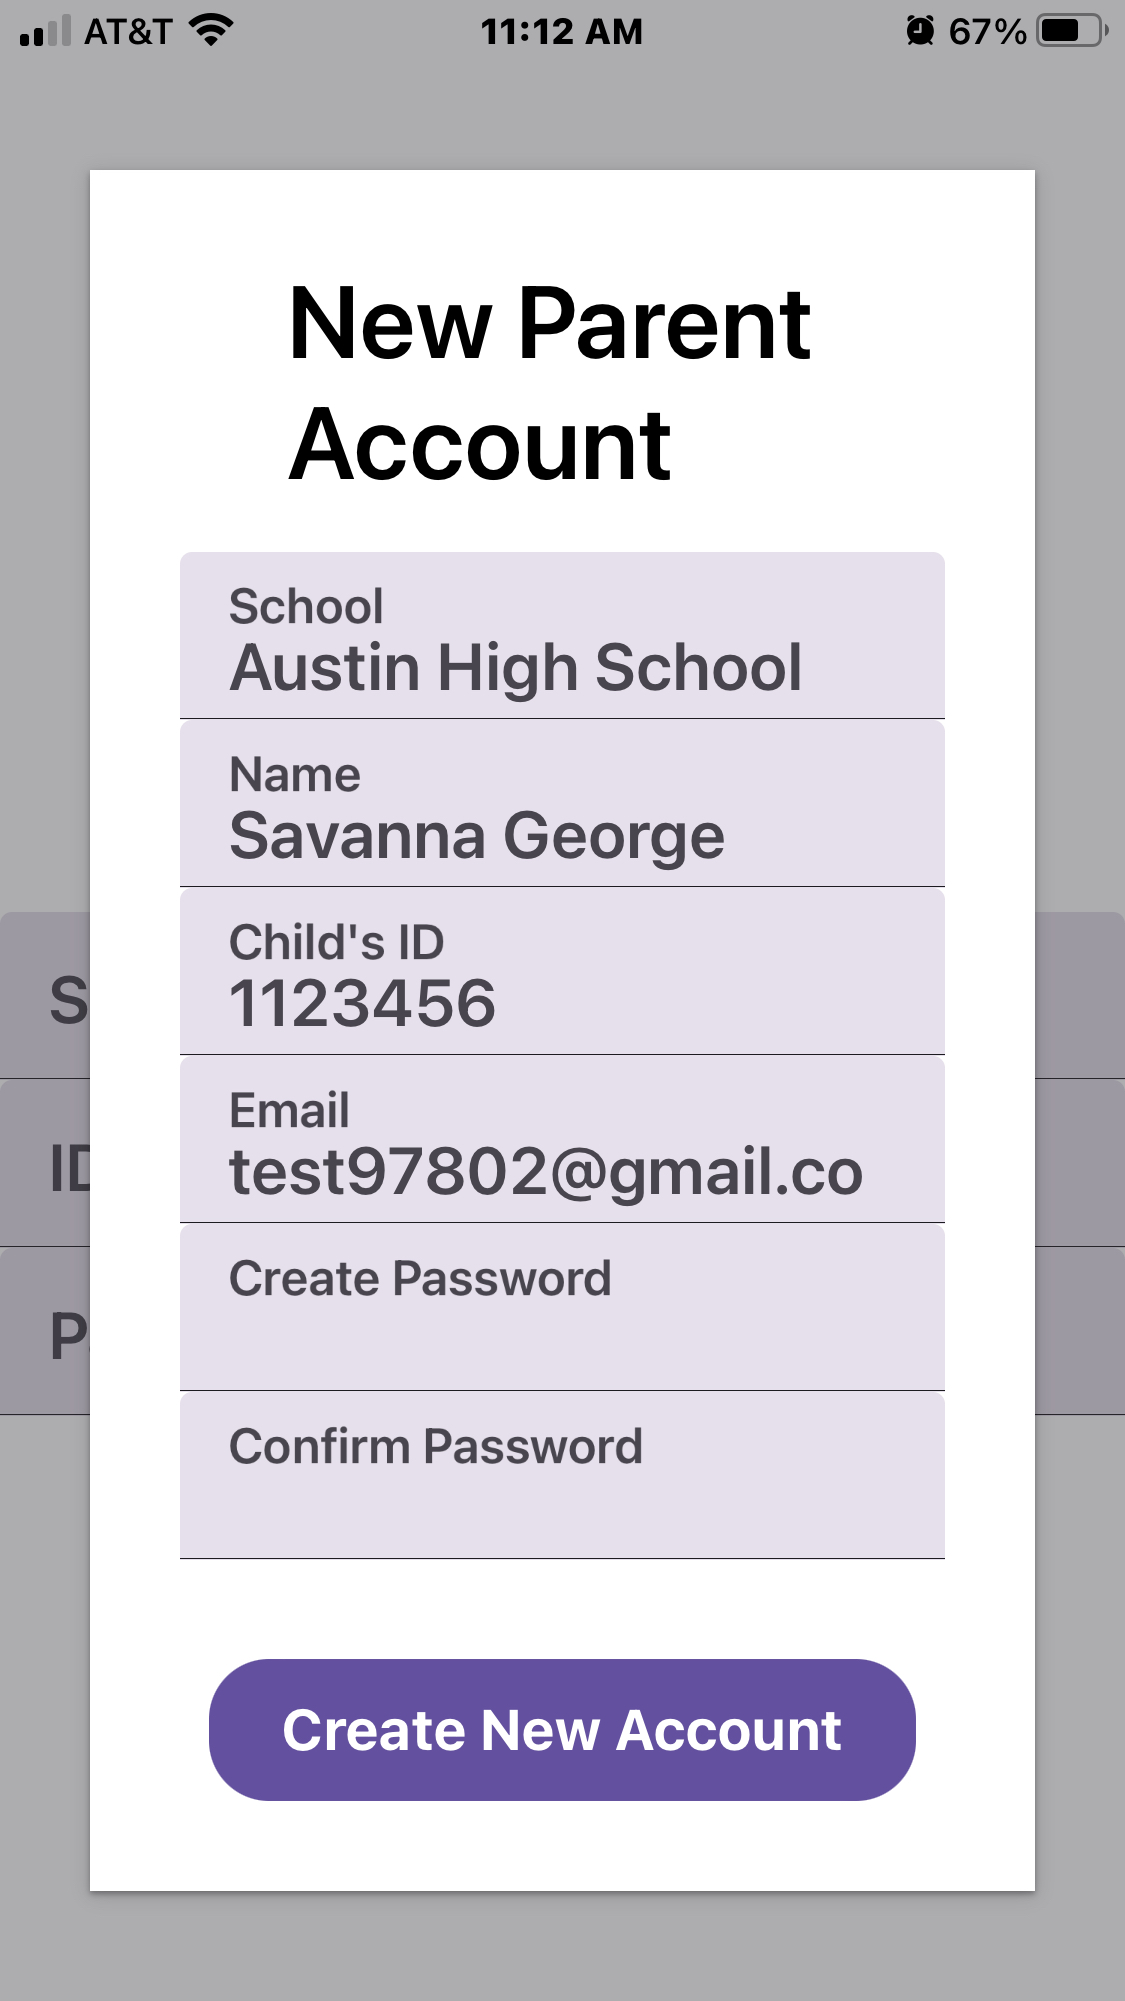 AT&T 11:12 AM 67%
New Parent
Account
School
Austin High School
Name
Savanna George
Child's ID
1123456
Email
test97802@gmail.co
Create Password
Confirm Password
Create New Account